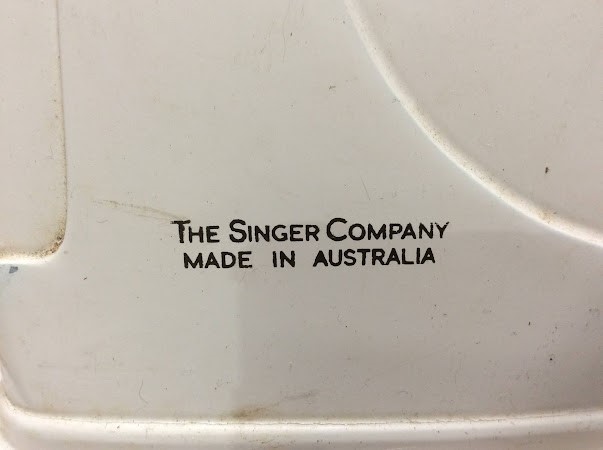 THE SINGER COMPANY
MADE IN AUSTRALIA